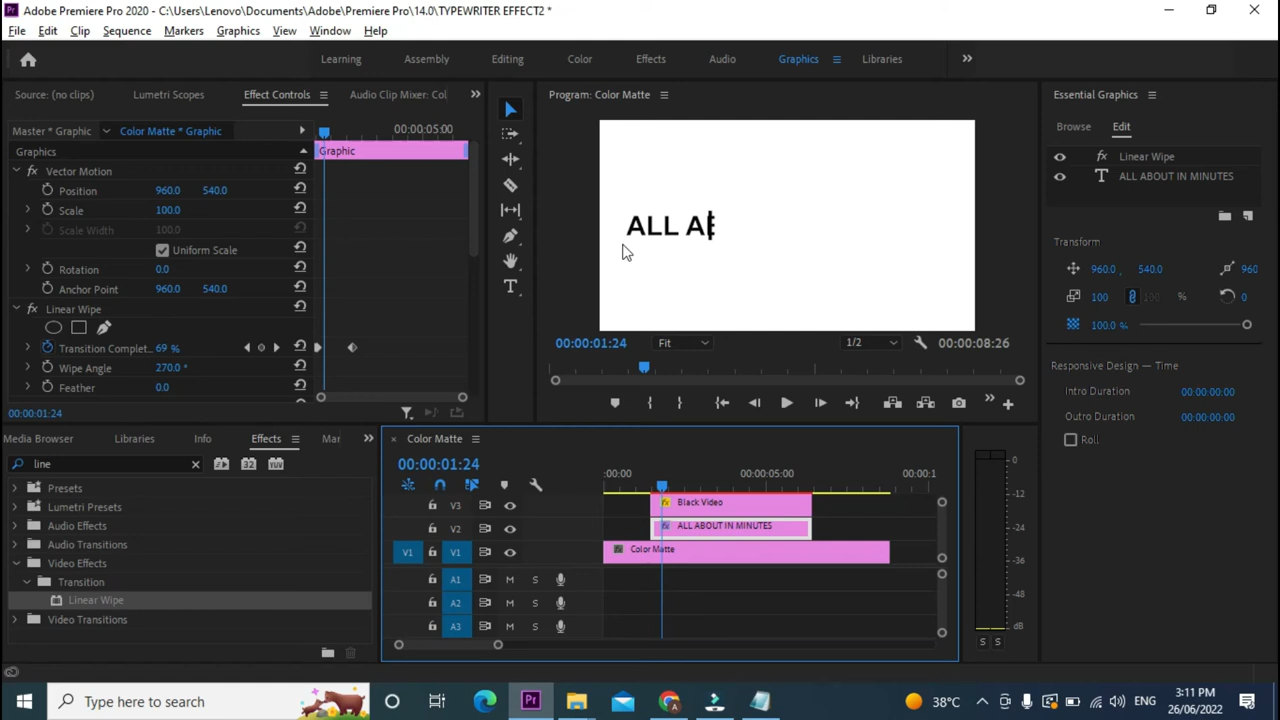 Adobe Premiere Pro 2020 - C:\Users\Lenovo\Documents\Adobe\Premiere Pro\14.0\TYPEWRITER EFFECT2 *
File Edit Clip Sequence Markers Graphics View Window Help
Learning Assembly Editing Color Effects Audio Graphics Libraries
Source: (no clips) Lumetri Scopes Effect Controls Audio Clip Mixer: Col
Master * Graphic Color Matte * Graphic 00:00:05:00
Graphics Graphic
fx Vector Motion
Position 960.0 540.0
Scale 100.0
Scale Width 100.0
Uniform Scale
Rotation 0.0
Anchor Point 960.0 540.0
fx Linear Wipe
Transition Complet... 69 %
Wipe Angle 270.0 °
Feather 0.0
00:00:01:24
Program: Color Matte
ALL AE
00:00:01:24 Fit 1/2 00:00:08:26
Essential Graphics
Browse Edit
fx Linear Wipe
T ALL ABOUT IN MINUTES
Transform
960.0 , 540.0 960
100 100 % 0
100.0 %
Responsive Design — Time
Intro Duration 00:00:00:00
Outro Duration 00:00:00:00
Roll
Media Browser Libraries Info Effects Mar
line
Presets
Lumetri Presets
Audio Effects
Audio Transitions
Video Effects
Transition
Linear Wipe
Video Transitions
Color Matte
00:00:01:24 :00:00 00:00:05:00 00:00:1
V3 fx Black Video
V2 fx ALL ABOUT IN MINUTES
V1 V1 fx Color Matte
A1 M S
A2 M S
A3 M S
0
-12
-24
-36
-48
dB
S S
Type here to search
38°C ENG
3:11 PM
26/06/2022